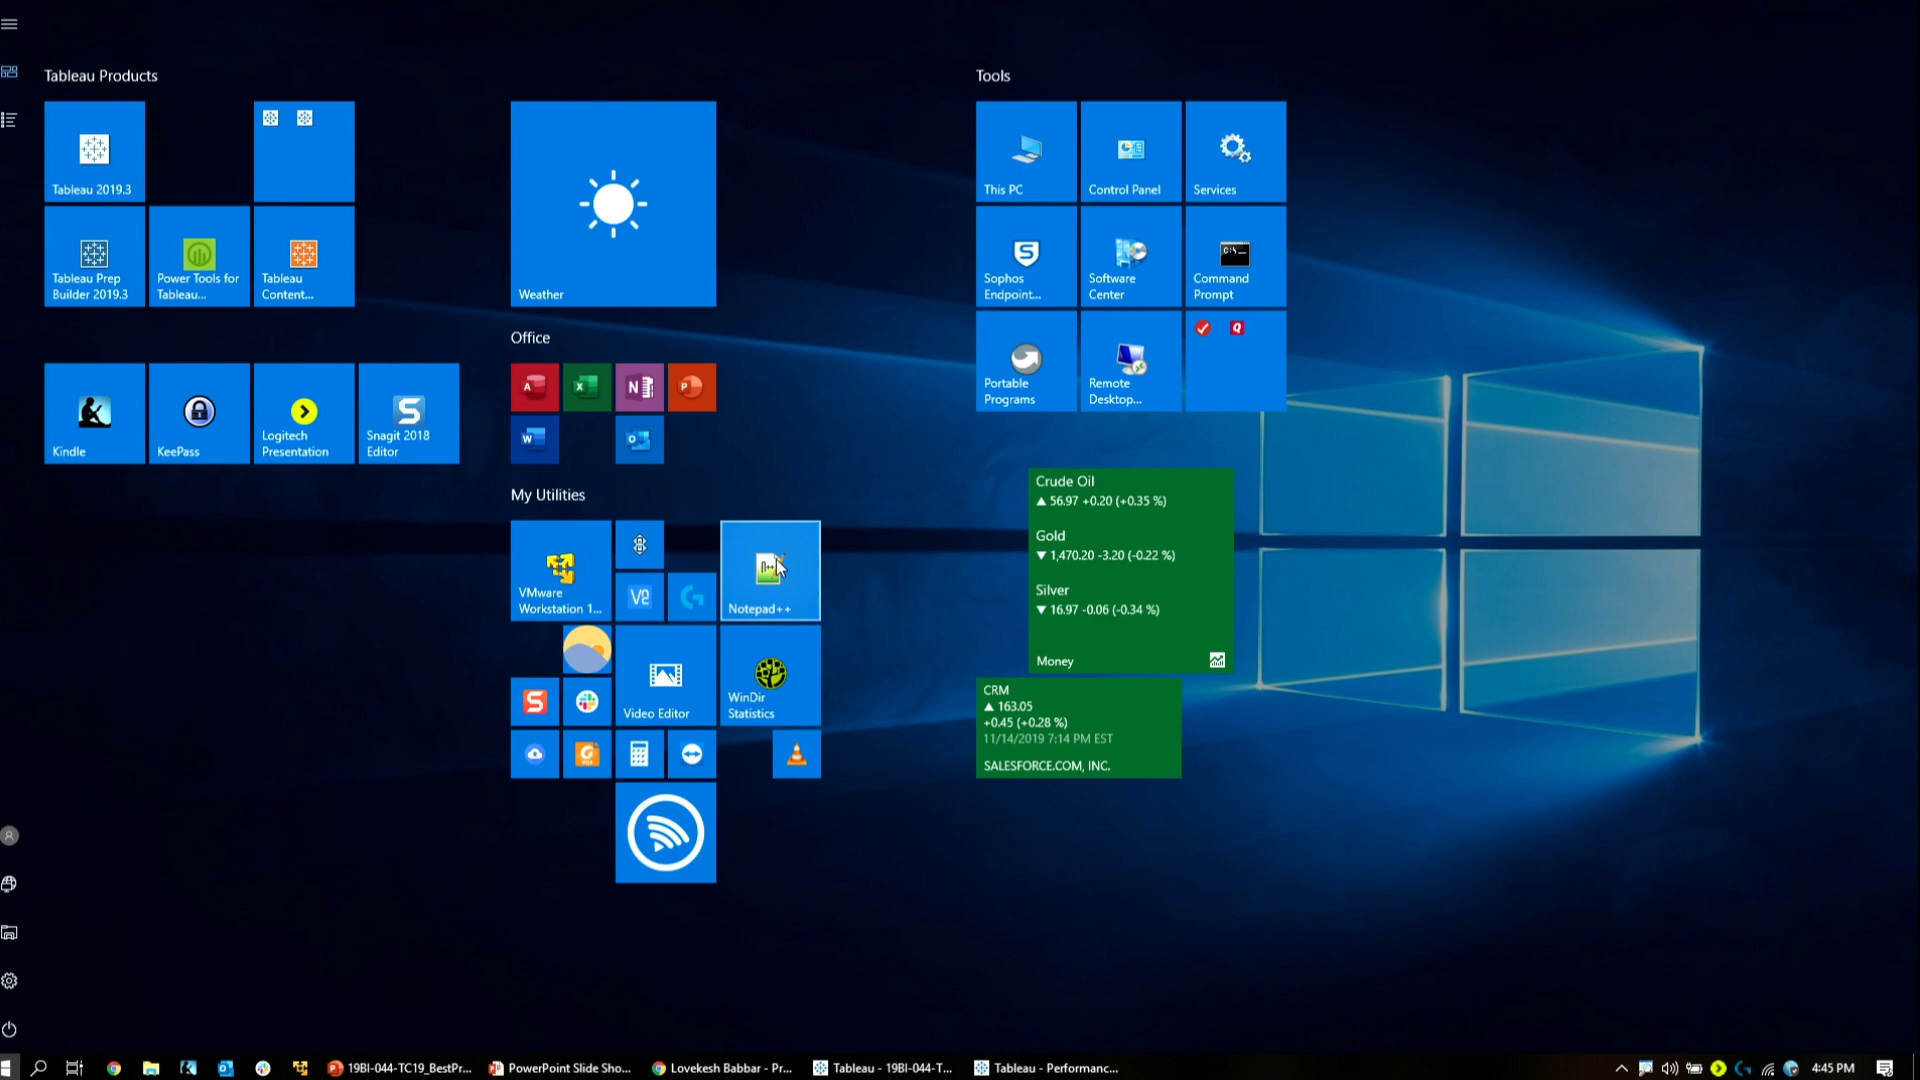 Tableau Products
Tableau 2019.3
Tableau Prep
Builder 2019.3
Power Tools for
Tableau...
Tableau
Content...
Kindle
KeePass
Logitech
Presentation
Snagit 2018
Editor
Weather
Office
A
X
N
P
W
My Utilities
VMware
Workstation 1...
Notepad++
Video Editor
WinDir
Statistics
Tools
This PC
Control Panel
Services
Sophos
Endpoint...
Software
Center
Command
Prompt
Portable
Programs
Remote
Desktop...
Crude Oil
▲ 56.97 +0.20 (+0.35 %)
Gold
▼ 1,470.20 -3.20 (-0.22 %)
Silver
▼ 16.97 -0.06 (-0.34 %)
Money
CRM
▲ 163.05
+0.45 (+0.28 %)
11/14/2019 7:14 PM EST
SALESFORCE.COM, INC.
19BI-044-TC19_BestPr...
PowerPoint Slide Sho...
Lovekesh Babbar - Pr...
Tableau - 19BI-044-T...
Tableau - Performanc...
4:45 PM